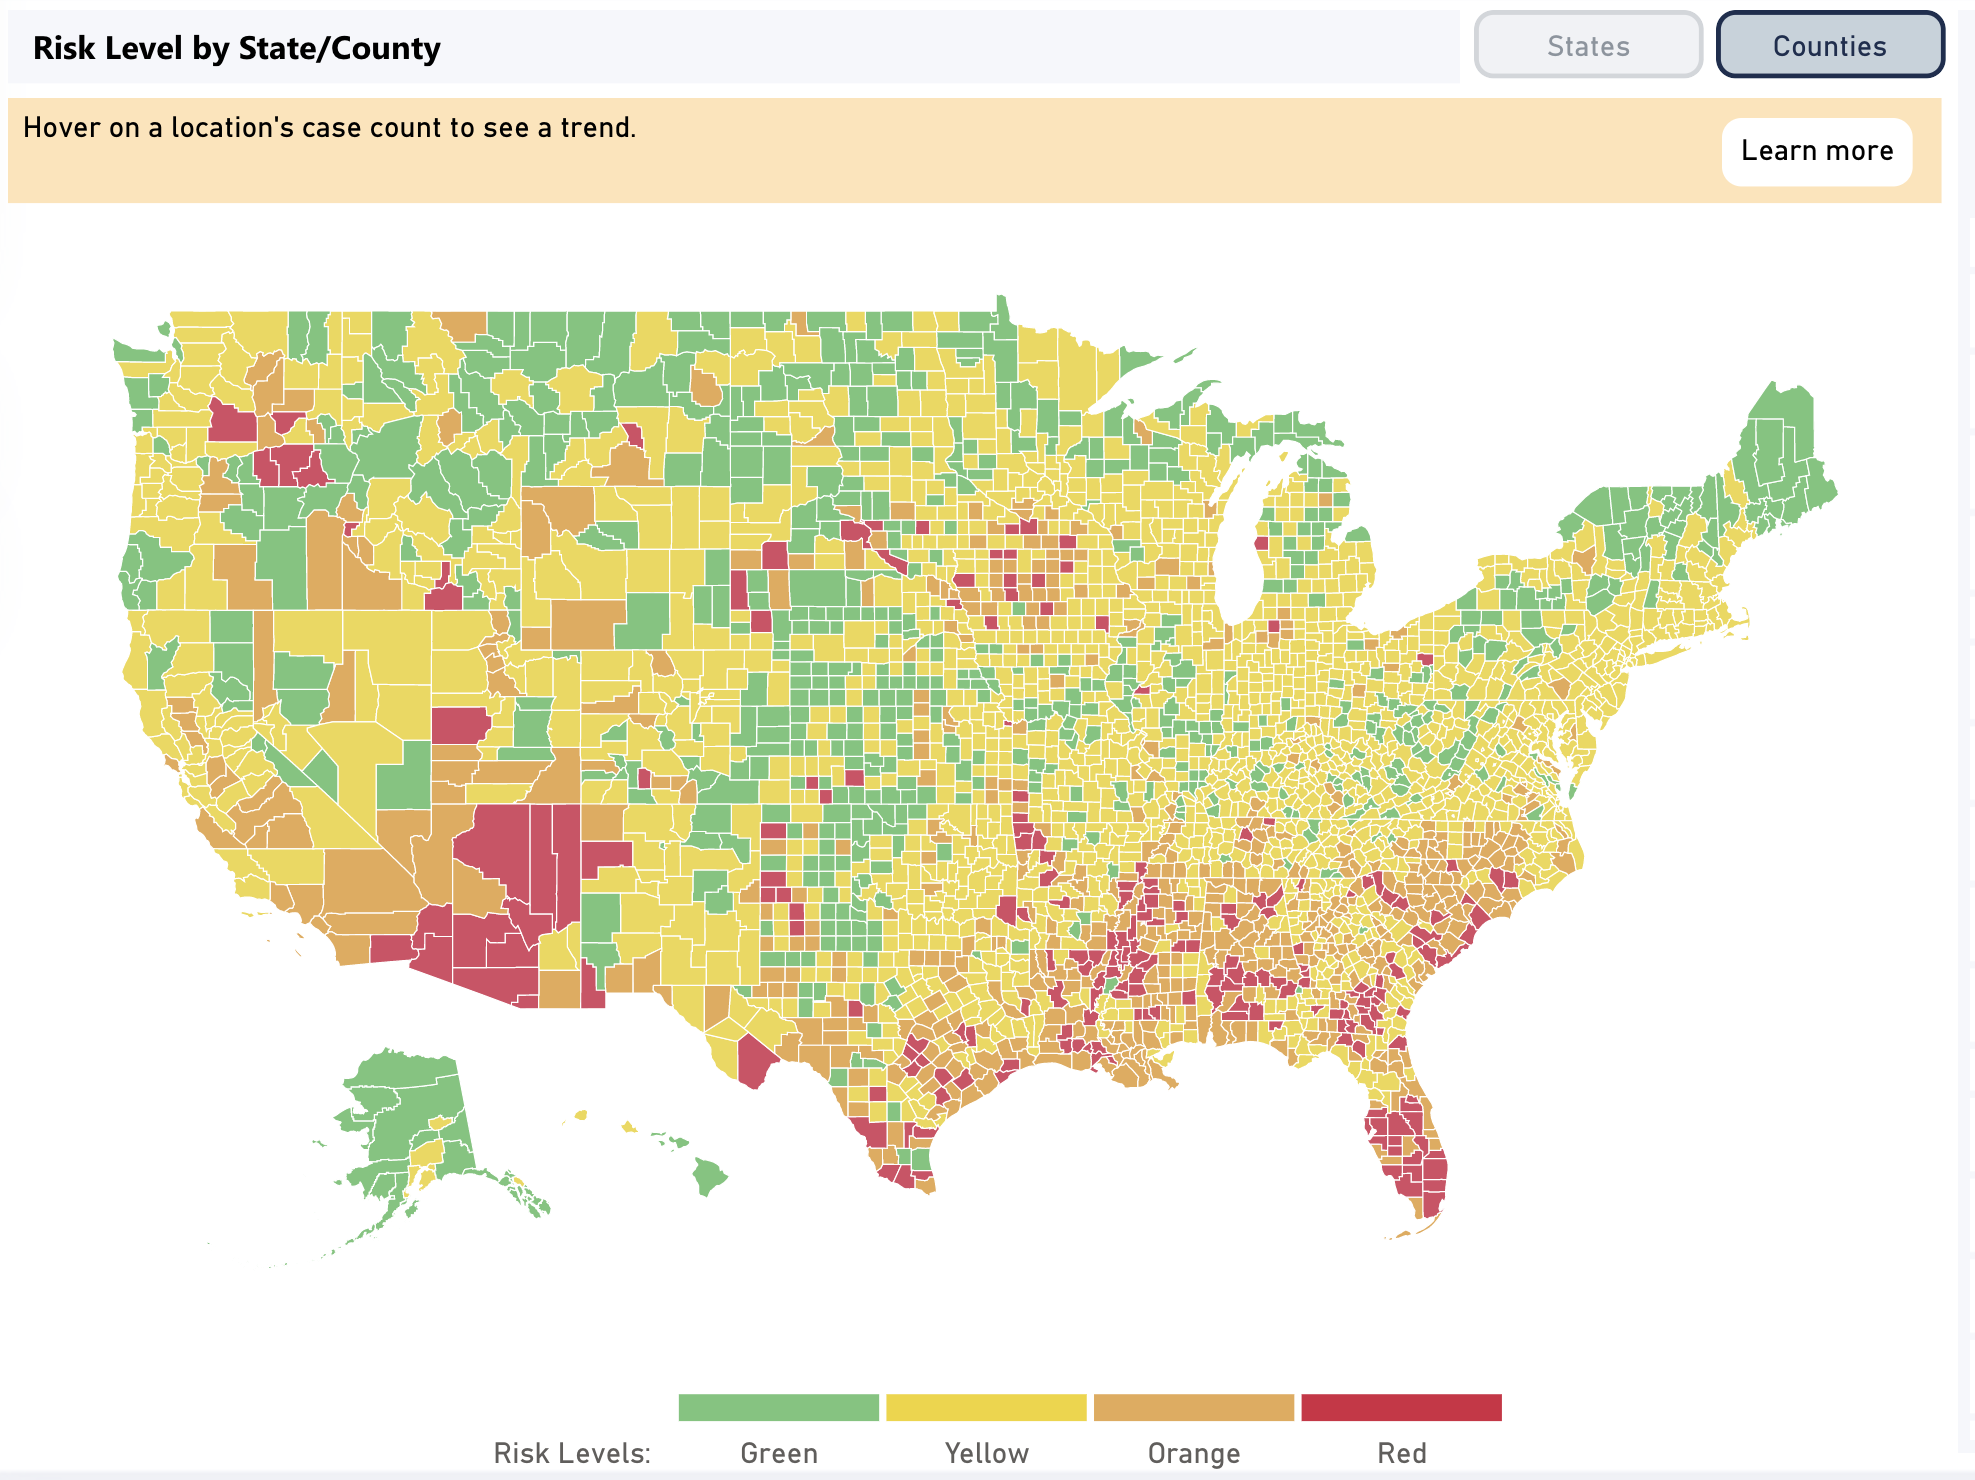 Risk Level by State/County
States
Counties
Hover on a location's case count to see a trend.
Learn more
Risk Levels:
Green
Yellow
Orange
Red